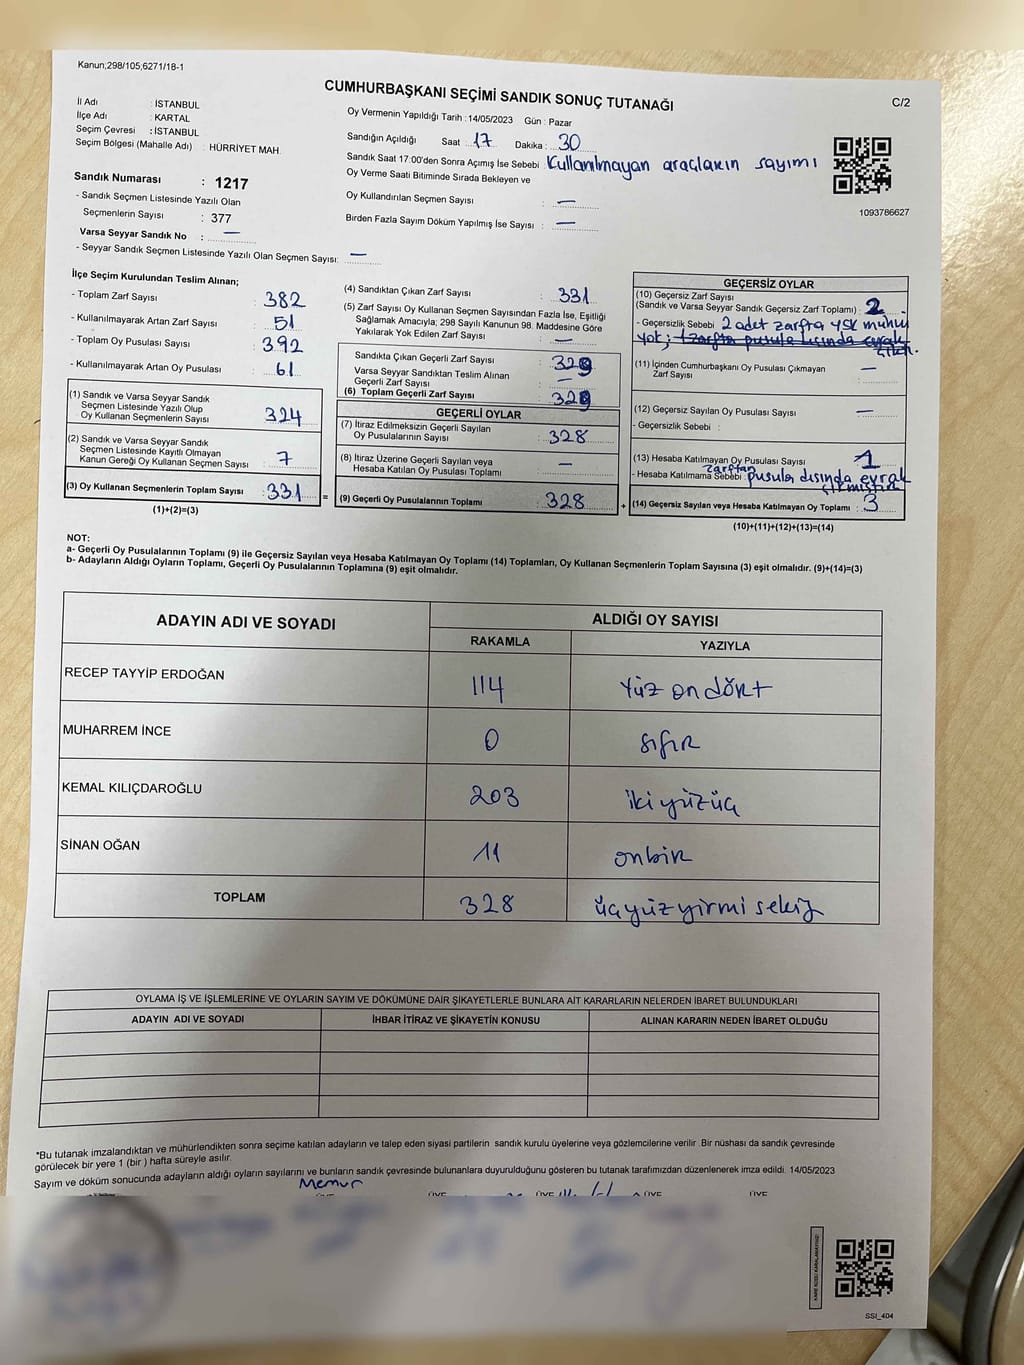 Kanun;298/105;6271/18-1
CUMHURBAŞKANI SEÇİMİ SANDIK SONUÇ TUTANAĞI
C/2
İl Adı : İSTANBUL
İlçe Adı : KARTAL
Seçim Çevresi : İSTANBUL
Seçim Bölgesi (Mahalle Adı) : HÜRRİYET MAH.
Sandık Numarası : 1217
- Sandık Seçmen Listesinde Yazılı Olan
Seçmenlerin Sayısı : 377
Varsa Seyyar Sandık No : —
- Seyyar Sandık Seçmen Listesinde Yazılı Olan Seçmen Sayısı: —
Oy Vermenin Yapıldığı Tarih : 14/05/2023 Gün : Pazar
Sandığın Açıldığı Saat : 17 Dakika : 30
Sandık Saat 17:00'den Sonra Açılmış İse Sebebi : Kullanılmayan araçların sayımı
Oy Verme Saati Bitiminde Sırada Bekleyen ve
Oy Kullandırılan Seçmen Sayısı : —
Birden Fazla Sayım Döküm Yapılmış İse Sayısı : —
1093786627
İlçe Seçim Kurulundan Teslim Alınan;
- Toplam Zarf Sayısı : 382
- Kullanılmayarak Artan Zarf Sayısı : 51
- Toplam Oy Pusulası Sayısı : 392
- Kullanılmayarak Artan Oy Pusulası : 61
(1) Sandık ve Varsa Seyyar Sandık
Seçmen Listesinde Yazılı Olup
Oy Kullanan Seçmenlerin Sayısı : 324
(2) Sandık ve Varsa Seyyar Sandık
Seçmen Listesinde Kayıtlı Olmayan
Kanun Gereği Oy Kullanan Seçmen Sayısı : 7
(3) Oy Kullanan Seçmenlerin Toplam Sayısı : 331
(1)+(2)=(3)
(4) Sandıktan Çıkan Zarf Sayısı : 331
(5) Zarf Sayısı Oy Kullanan Seçmen Sayısından Fazla İse, Eşitliği
Sağlamak Amacıyla; 298 Sayılı Kanunun 98. Maddesine Göre
Yakılarak Yok Edilen Zarf Sayısı : —
Sandıkta Çıkan Geçerli Zarf Sayısı : 329
Varsa Seyyar Sandıktan Teslim Alınan
Geçerli Zarf Sayısı : —
(6) Toplam Geçerli Zarf Sayısı : 329
GEÇERLİ OYLAR
(7) İtiraz Edilmeksizin Geçerli Sayılan
Oy Pusulalarının Sayısı : 328
(8) İtiraz Üzerine Geçerli Sayılan veya
Hesaba Katılan Oy Pusulası Toplamı : —
= (9) Geçerli Oy Pusulalarının Toplamı : 328
GEÇERSİZ OYLAR
(10) Geçersiz Zarf Sayısı
(Sandık ve Varsa Seyyar Sandık Geçersiz Zarf Toplamı) : 2
- Geçersizlik Sebebi : 2 adet zarfta YSK mühürü
yok; 1 zarfta pusula dışında evrak
(11) İçinden Cumhurbaşkanı Oy Pusulası Çıkmayan
Zarf Sayısı : —
(12) Geçersiz Sayılan Oy Pusulası Sayısı : —
- Geçersizlik Sebebi :
(13) Hesaba Katılmayan Oy Pusulası Sayısı : 1
- Hesaba Katılmama Sebebi : zarftan pusula dışında evrak
çıkmıştır
+ (14) Geçersiz Sayılan veya Hesaba Katılmayan Oy Toplamı : 3
(10)+(11)+(12)+(13)=(14)
NOT:
a- Geçerli Oy Pusulalarının Toplamı (9) ile Geçersiz Sayılan veya Hesaba Katılmayan Oy Toplamı (14) Toplamları, Oy Kullanan Seçmenlerin Toplam Sayısına (3) eşit olmalıdır. (9)+(14)=(3)
b- Adayların Aldığı Oyların Toplamı, Geçerli Oy Pusulalarının Toplamına (9) eşit olmalıdır.
ADAYIN ADI VE SOYADI ALDIĞI OY SAYISI
RAKAMLA YAZIYLA
RECEP TAYYİP ERDOĞAN 114 Yüz on dört
MUHARREM İNCE 0 sıfır
KEMAL KILIÇDAROĞLU 203 iki yüz üç
SİNAN OĞAN 11 onbir
TOPLAM 328 üç yüz yirmi sekiz
OYLAMA İŞ VE İŞLEMLERİNE VE OYLARIN SAYIM VE DÖKÜMÜNE DAİR ŞİKAYETLERLE BUNLARA AİT KARARLARIN NELERDEN İBARET BULUNDUKLARI
ADAYIN ADI VE SOYADI İHBAR İTİRAZ VE ŞİKAYETİN KONUSU ALINAN KARARIN NEDEN İBARET OLDUĞU
*Bu tutanak imzalandıktan ve mühürlendikten sonra seçime katılan adayların ve talep eden siyasi partilerin sandık kurulu üyelerine veya gözlemcilerine verilir. Bir nüshası da sandık çevresinde
görülecek bir yere 1 (bir ) hafta süreyle asılır.
Sayım ve döküm sonucunda adayların aldığı oyların sayılarını ve bunların sandık çevresinde bulunanlara duyurulduğunu gösteren bu tutanak tarafımızdan düzenlenerek imza edildi. 14/05/2023
Memur
ÜYE ÜYE ÜYE ÜYE ÜYE
KARE KODU KARALAMAYINIZ!
SSI_404